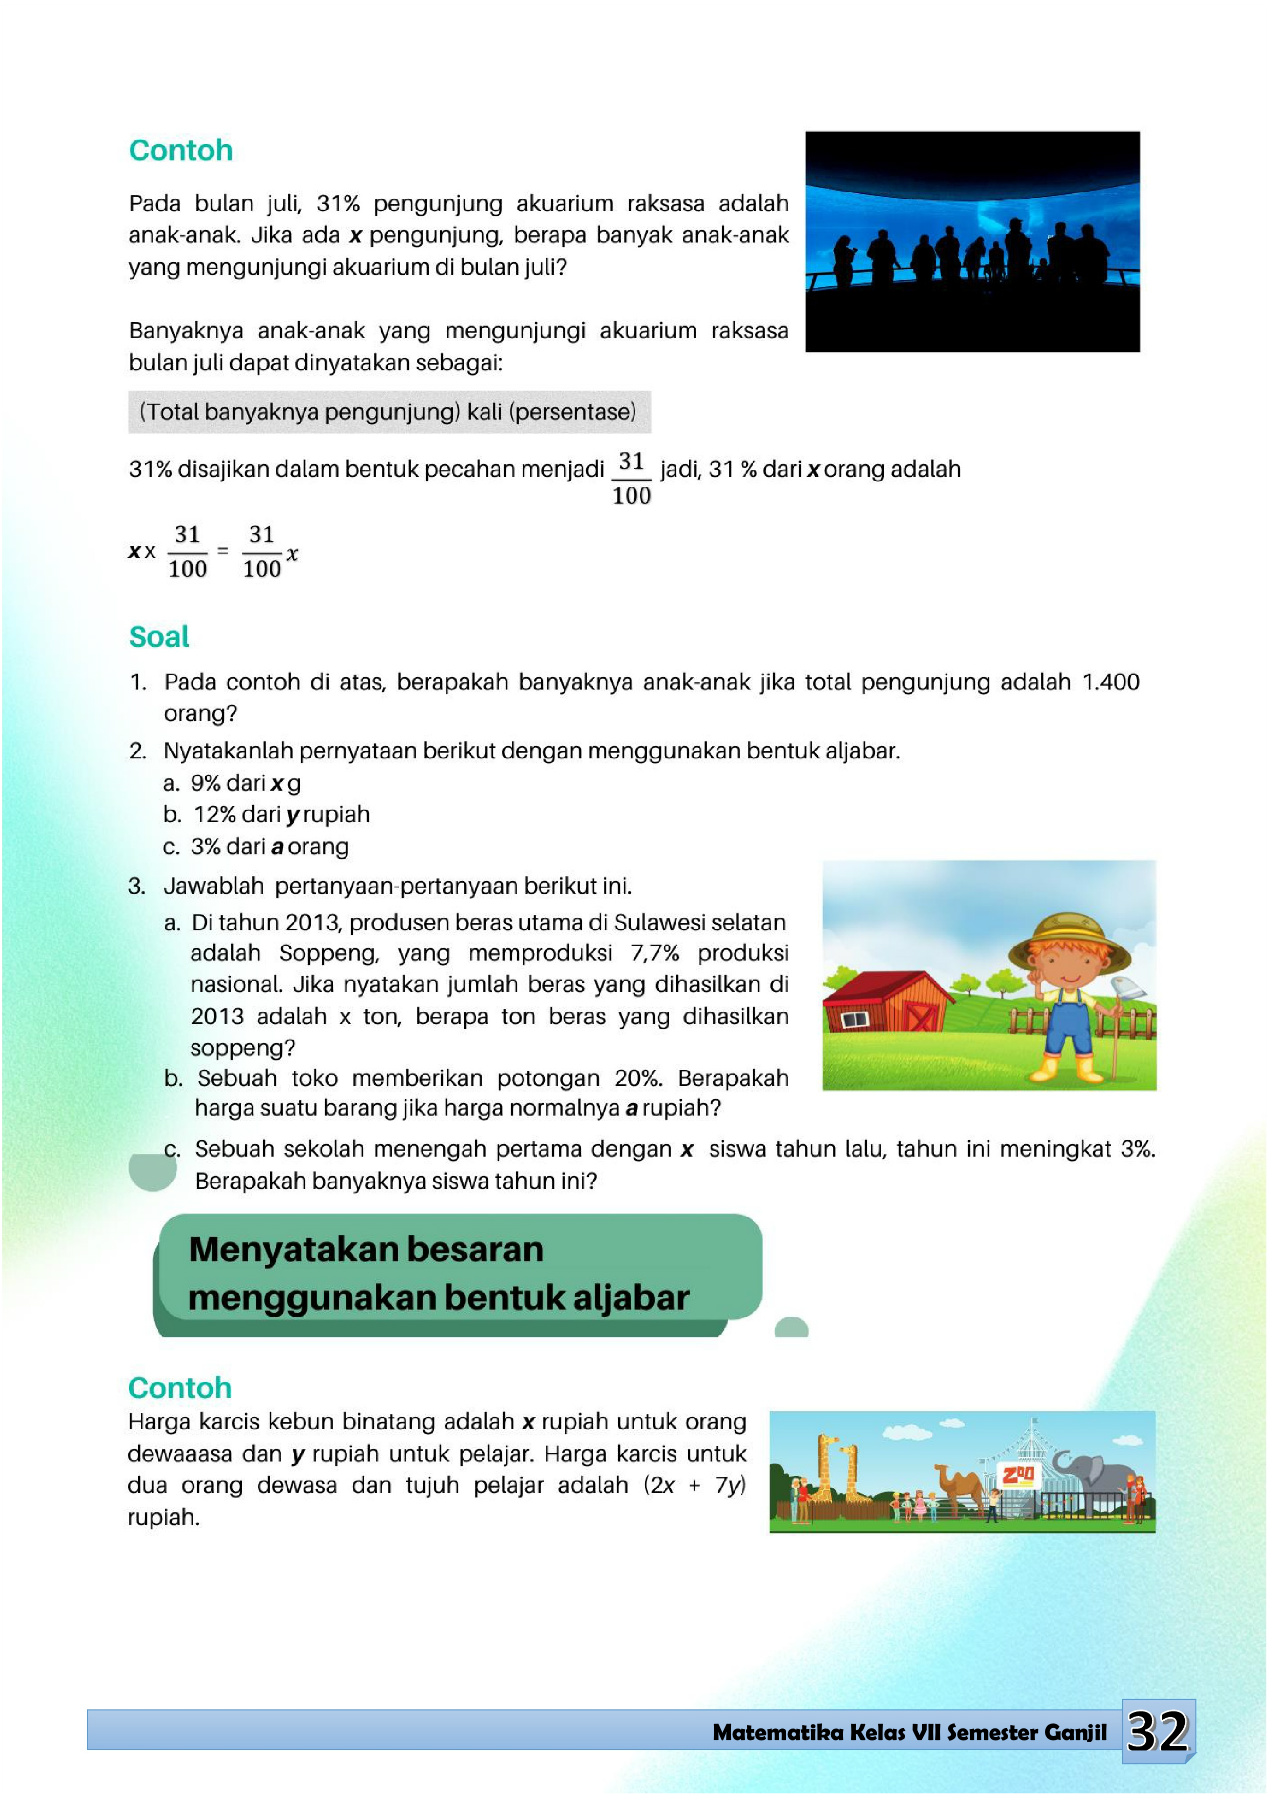 Contoh
Pada bulan juli, 31% pengunjung akuarium raksasa adalah
anak-anak. Jika ada x pengunjung, berapa banyak anak-anak
yang mengunjungi akuarium di bulan juli?
Banyaknya anak-anak yang mengunjungi akuarium raksasa
bulan juli dapat dinyatakan sebagai:
(Total banyaknya pengunjung) kali (persentase)
31% disajikan dalam bentuk pecahan menjadi 31/100 jadi, 31 % dari x orang adalah
x x 31/100 = 31/100 x
Soal
1. Pada contoh di atas, berapakah banyaknya anak-anak jika total pengunjung adalah 1.400
orang?
2. Nyatakanlah pernyataan berikut dengan menggunakan bentuk aljabar.
a. 9% dari x g
b. 12% dari y rupiah
c. 3% dari a orang
3. Jawablah pertanyaan-pertanyaan berikut ini.
a. Di tahun 2013, produsen beras utama di Sulawesi selatan
adalah Soppeng, yang memproduksi 7,7% produksi
nasional. Jika nyatakan jumlah beras yang dihasilkan di
2013 adalah x ton, berapa ton beras yang dihasilkan
soppeng?
b. Sebuah toko memberikan potongan 20%. Berapakah
harga suatu barang jika harga normalnya a rupiah?
c. Sebuah sekolah menengah pertama dengan x siswa tahun lalu, tahun ini meningkat 3%.
Berapakah banyaknya siswa tahun ini?
Menyatakan besaran
menggunakan bentuk aljabar
Contoh
Harga karcis kebun binatang adalah x rupiah untuk orang
dewaaasa dan y rupiah untuk pelajar. Harga karcis untuk
dua orang dewasa dan tujuh pelajar adalah (2x + 7y)
rupiah.
ZOO
Matematika Kelas VII Semester Ganjil 32